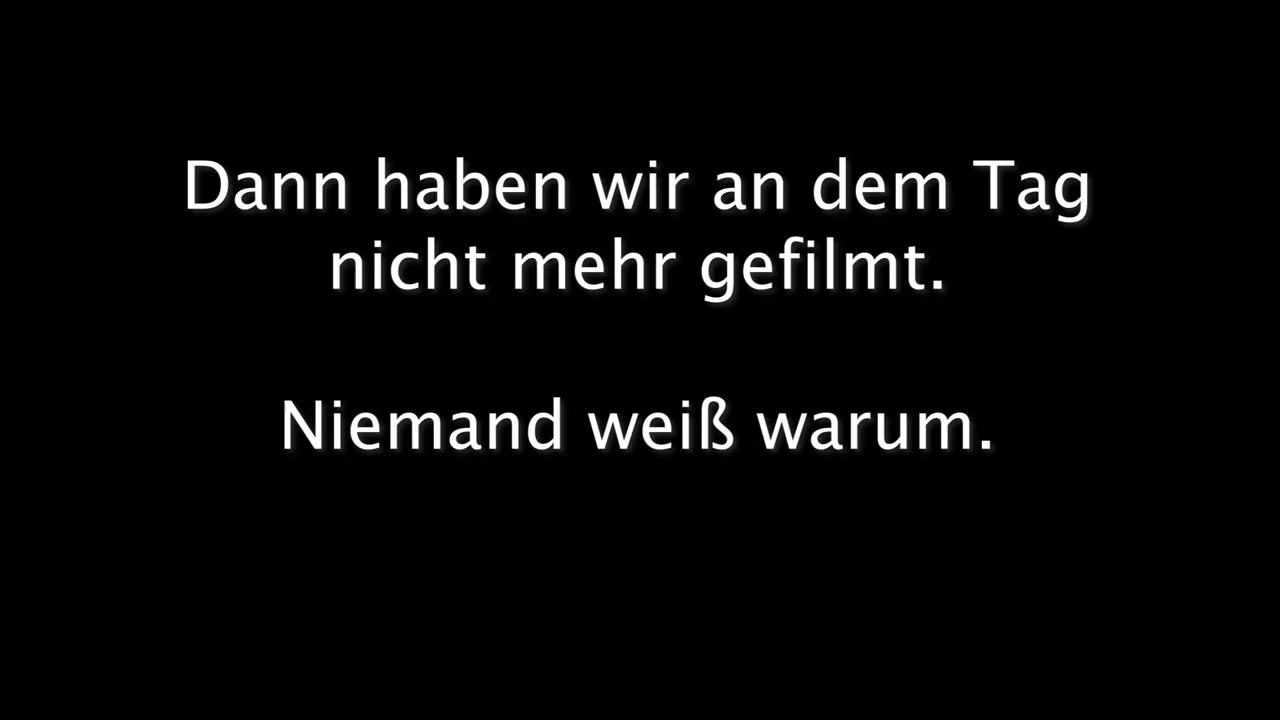 Dann haben wir an dem Tag
nicht mehr gefilmt.
Niemand weiß warum.